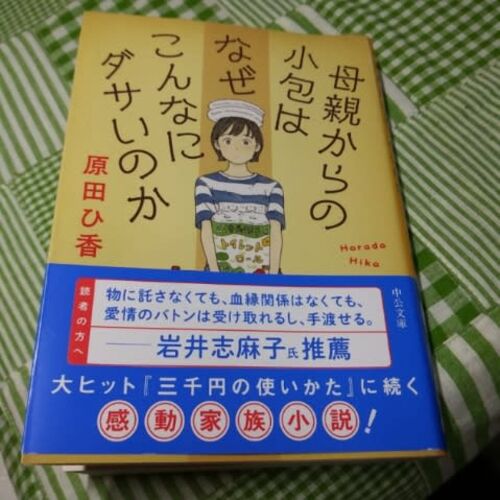 母親からの
小包は
なぜ
こんなに
ダサいのか
原田ひ香
Harada
Hika
トイレット
ロール
中公文庫
読者の方へ
物に託さなくても、血縁関係はなくても、
愛情のバトンは受け取れるし、手渡せる。
――岩井志麻子氏推薦
大ヒット『三千円の使いかた』に続く
感動家族小説!